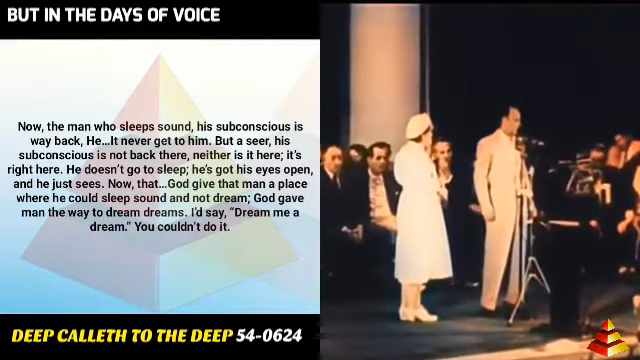 BUT IN THE DAYS OF VOICE
Now, the man who sleeps sound, his subconscious is
way back, He...It never get to him. But a seer, his
subconscious is not back there, neither is it here; it's
right here. He doesn't go to sleep; he's got his eyes open,
and he just sees. Now, that...God give that man a place
where he could sleep sound and not dream; God gave
man the way to dream dreams. I'd say, “Dream me a
dream.” You couldn't do it.
DEEP CALLETH TO THE DEEP 54-0624